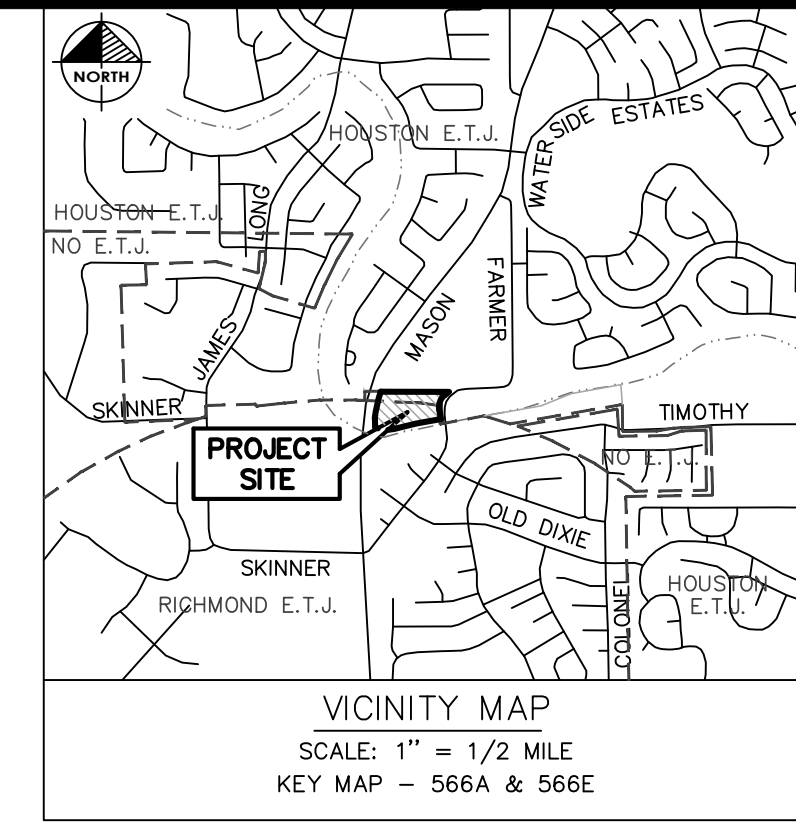 NORTH
HOUSTON E.T.J.
WATER SIDE ESTATES
HOUSTON E.T.J.
NO E.T.J.
LONG
JAMES
MASON
FARMER
SKINNER
TIMOTHY
PROJECT
SITE
NO E.T.J.
OLD DIXIE
SKINNER
RICHMOND E.T.J.
COLONEL
HOUSTON
E.T.J.
VICINITY MAP
SCALE: 1" = 1/2 MILE
KEY MAP – 566A & 566E